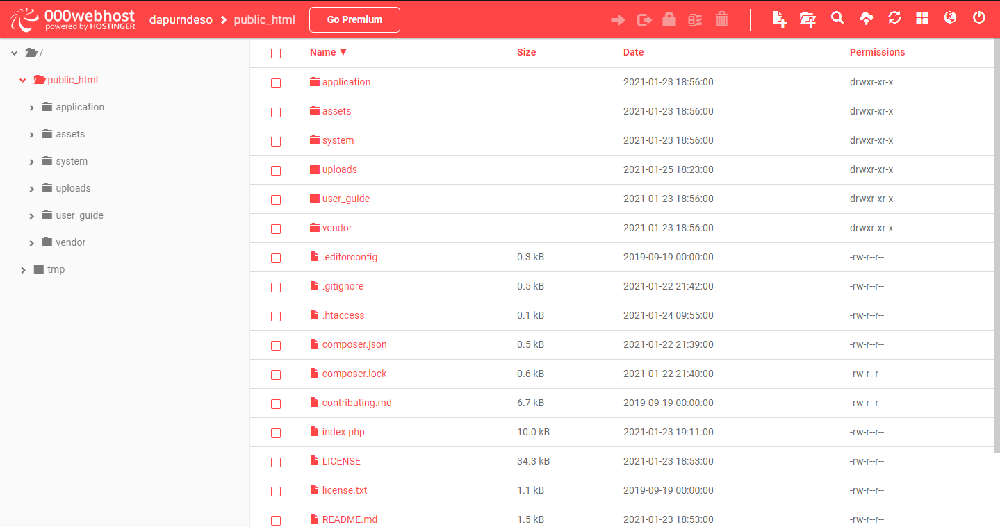 000webhost
powered by HOSTINGER
dapurndeso > public_html
Go Premium
/
public_html
application
assets
system
uploads
user_guide
vendor
tmp
Name ▼ Size Date Permissions
application 2021-01-23 18:56:00 drwxr-xr-x
assets 2021-01-23 18:56:00 drwxr-xr-x
system 2021-01-23 18:56:00 drwxr-xr-x
uploads 2021-01-25 18:23:00 drwxr-xr-x
user_guide 2021-01-23 18:56:00 drwxr-xr-x
vendor 2021-01-23 18:56:00 drwxr-xr-x
.editorconfig 0.3 kB 2019-09-19 00:00:00 -rw-r--r--
.gitignore 0.5 kB 2021-01-22 21:42:00 -rw-r--r--
.htaccess 0.1 kB 2021-01-24 09:55:00 -rw-r--r--
composer.json 0.5 kB 2021-01-22 21:39:00 -rw-r--r--
composer.lock 0.6 kB 2021-01-22 21:40:00 -rw-r--r--
contributing.md 6.7 kB 2019-09-19 00:00:00 -rw-r--r--
index.php 10.0 kB 2021-01-23 19:11:00 -rw-r--r--
LICENSE 34.3 kB 2021-01-23 18:53:00 -rw-r--r--
license.txt 1.1 kB 2019-09-19 00:00:00 -rw-r--r--
README.md 1.5 kB 2021-01-23 18:53:00 -rw-r--r--